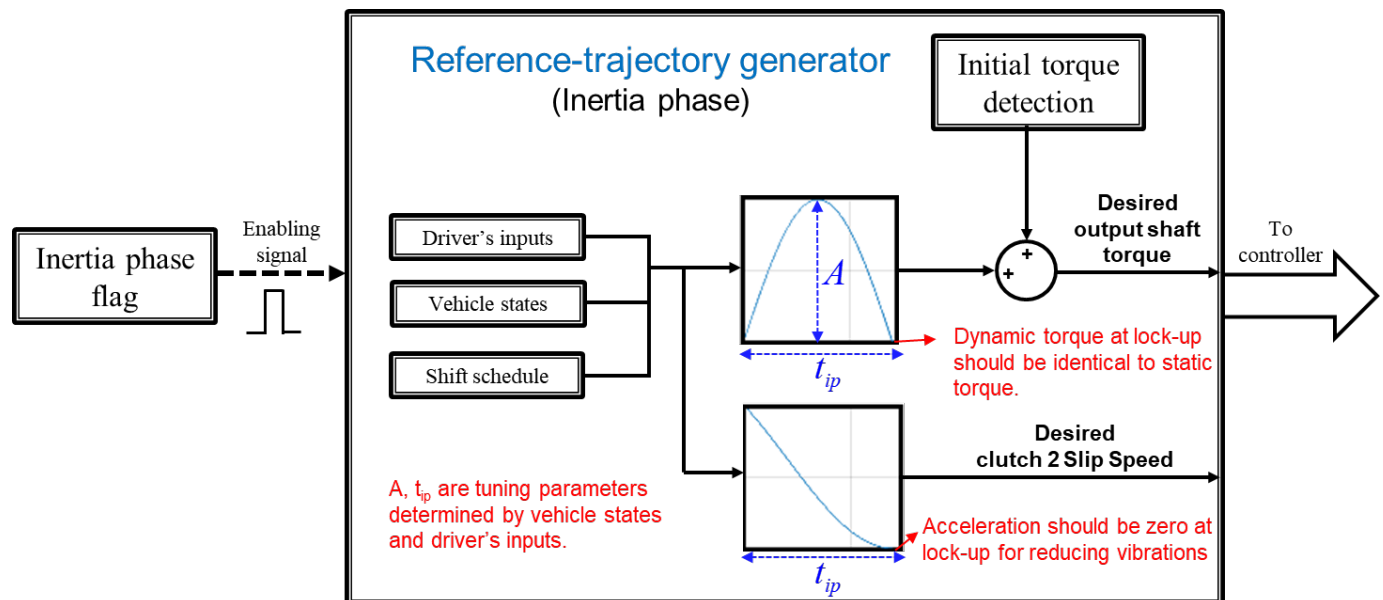 Reference-trajectory generator
(Inertia phase)
Initial torque
detection
Inertia phase
flag
Enabling
signal
Driver's inputs
Vehicle states
Shift schedule
A
t_ip
+
+
Desired
output shaft
torque
To
controller
Dynamic torque at lock-up
should be identical to static
torque.
Desired
clutch 2 Slip Speed
A, t_ip are tuning parameters
determined by vehicle states
and driver's inputs.
t_ip
Acceleration should be zero at
lock-up for reducing vibrations